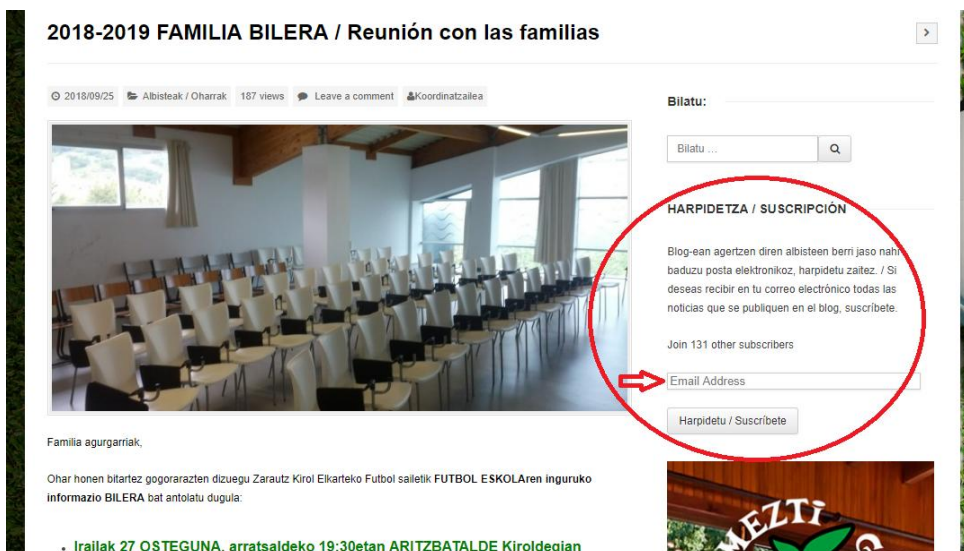 2018-2019 FAMILIA BILERA / Reunión con las familias
2018/09/25 Albisteak / Oharrak 187 views Leave a comment Koordinatzailea
Familia agurgarriak,
Ohar honen bitartez gogorarazten dizuegu Zarautz Kirol Elkarteko Futbol sailetik FUTBOL ESKOLAren inguruko
informazio BILERA bat antolatu dugula:
Irailak 27 OSTEGUNA, arratsaldeko 19:30etan ARITZBATALDE Kiroldegian
Bilatu:
Bilatu …
HARPIDETZA / SUSCRIPCIÓN
Blog-ean agertzen diren albisteen berri jaso nahi
baduzu posta elektronikoz, harpidetu zaitez. / Si
deseas recibir en tu correo electrónico todas las
noticias que se publiquen en el blog, suscríbete.
Join 131 other subscribers
Email Address
Harpidetu / Suscríbete